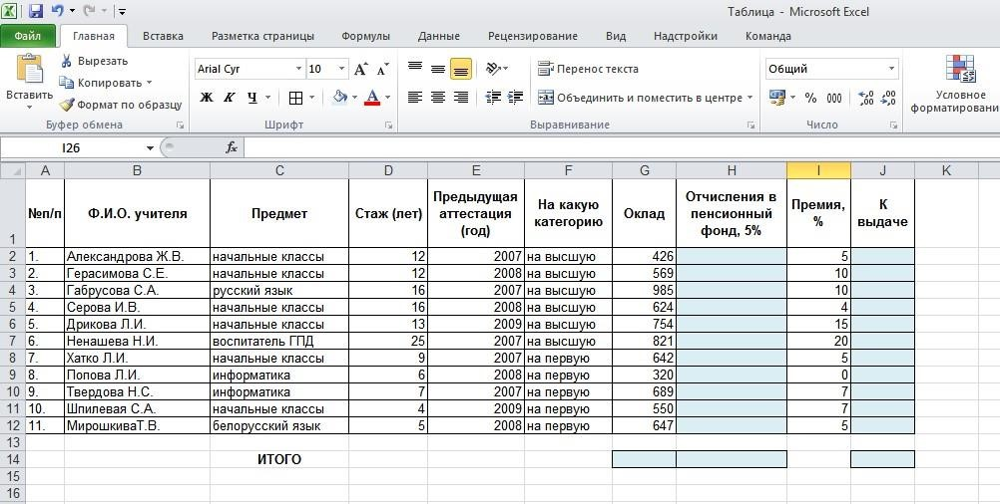 Таблица - Microsoft Excel
Файл Главная Вставка Разметка страницы Формулы Данные Рецензирование Вид Надстройки Команда
Вставить
Вырезать
Копировать
Формат по образцу
Буфер обмена
Arial Cyr 10 А А
Ж К Ч А
Шрифт
Перенос текста
Объединить и поместить в центре
Выравнивание
Общий
% 000 ,00 ,0 ,00
Число
Условное
форматировани
I26 fx
A B C D E F G H I J K
1 №п/п Ф.И.О. учителя Предмет Стаж (лет) Предыдущая аттестация (год) На какую категорию Оклад Отчисления в пенсионный фонд, 5% Премия, % К выдаче
2 1. Александрова Ж.В. начальные классы 12 2007 на высшую 426 5
3 2. Герасимова С.Е. начальные классы 12 2008 на высшую 569 10
4 3. Габрусова С.А. русский язык 16 2007 на высшую 985 10
5 4. Серова И.В. начальные классы 16 2008 на высшую 624 4
6 5. Дрикова Л.И. начальные классы 13 2009 на высшую 754 15
7 6. Ненашева Н.И. воспитатель ГПД 25 2007 на высшую 821 20
8 7. Хатко Л.И. начальные классы 9 2007 на первую 642 5
9 8. Попова Л.И. информатика 6 2008 на первую 320 0
10 9. Твердова Н.С. информатика 7 2007 на первую 689 7
11 10. Шпилевая С.А. начальные классы 4 2009 на первую 550 7
12 11. МирошкиваТ.В. белорусский язык 5 2008 на первую 647 5
13
14 ИТОГО
15
16